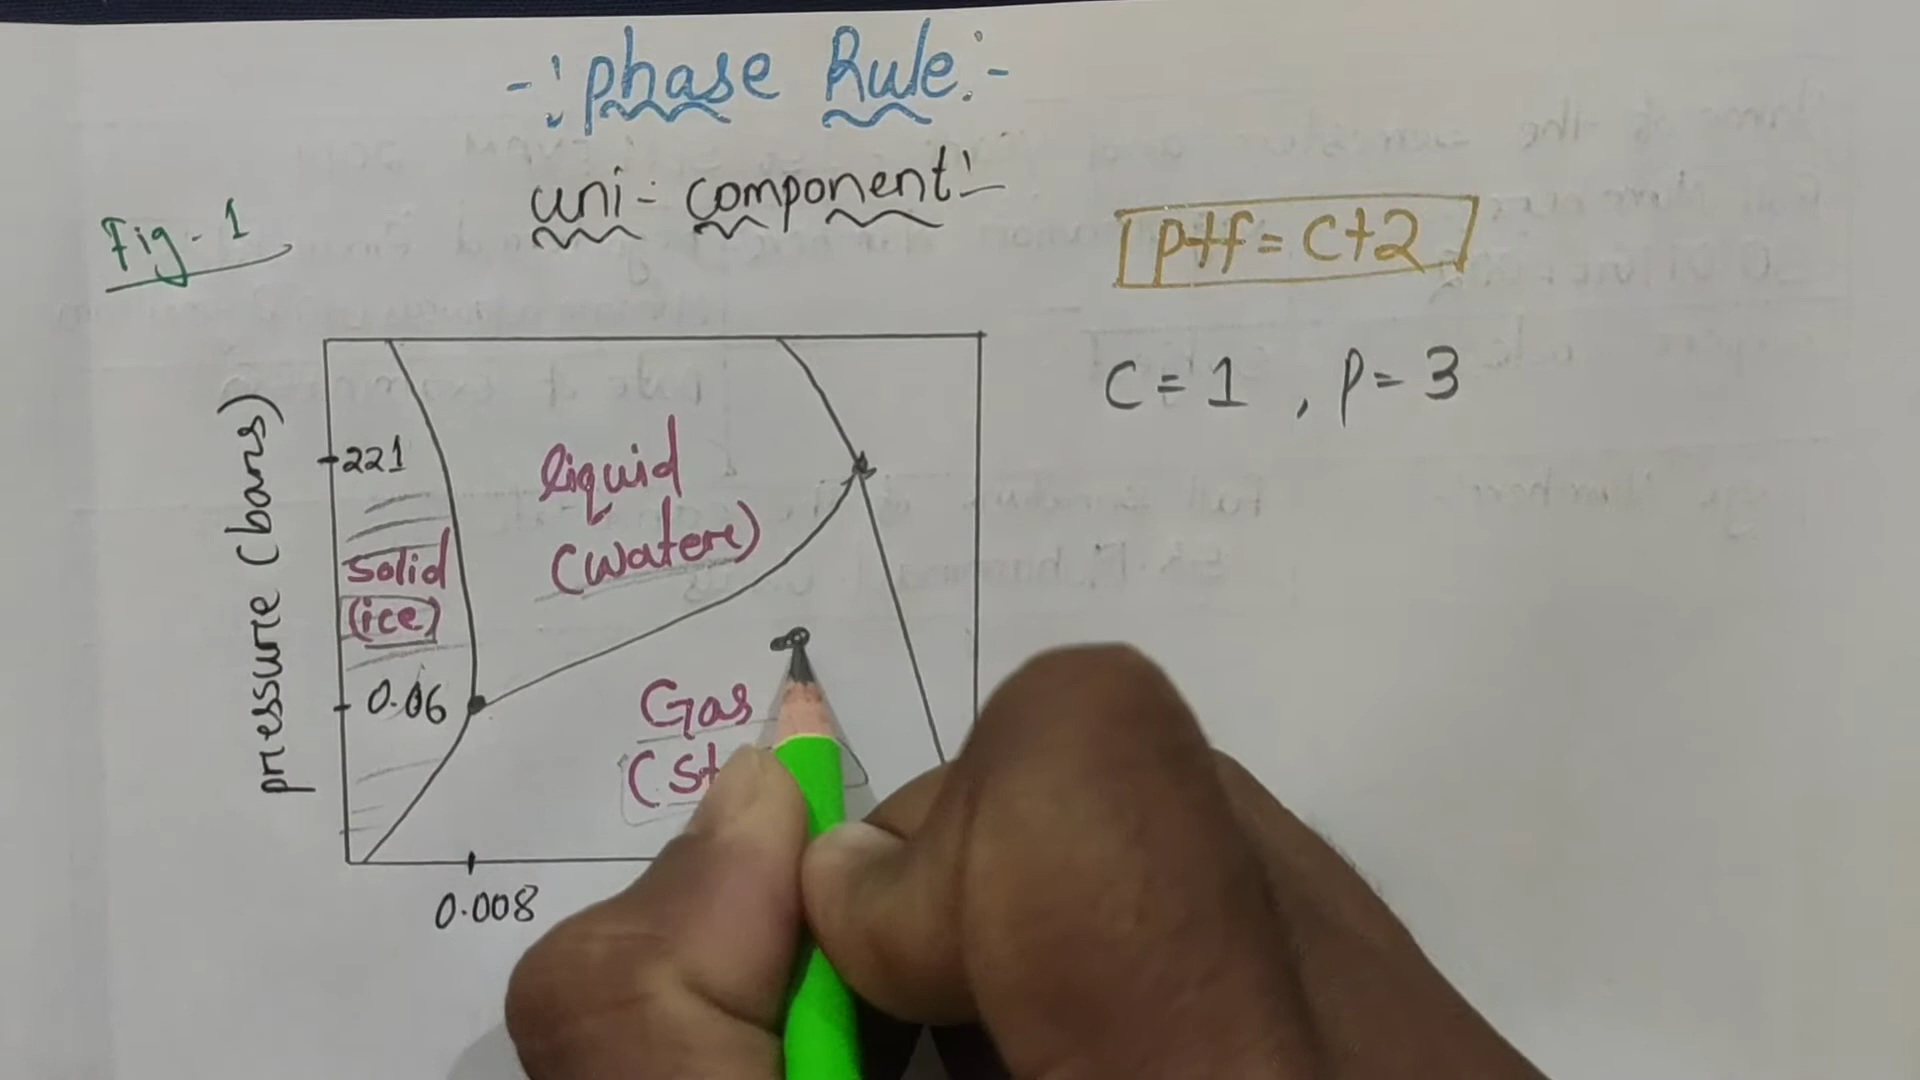 -: phase Rule :-
uni-component:-
Fig-1
p+f = c+2
C = 1 , p = 3
pressure (bars)
221
liquid
(water)
solid
(ice)
0.06
Gas
0.008